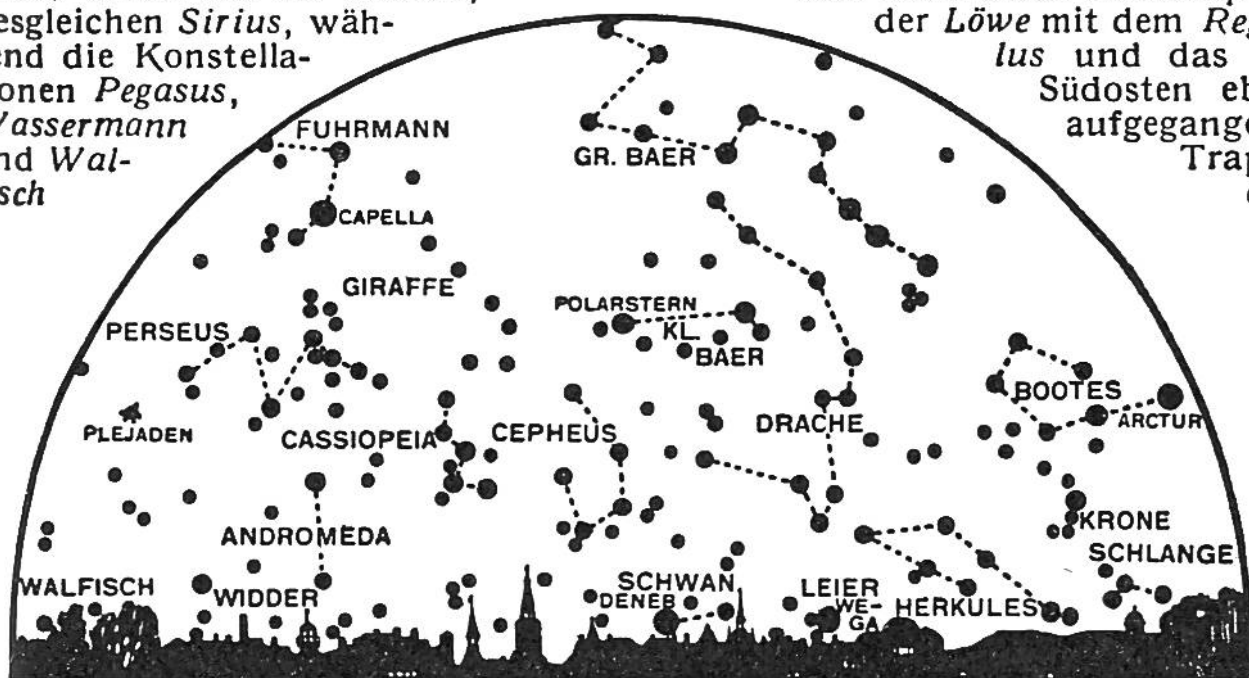 esgleichen Sirius, wäh-
end die Konstella-
onen Pegasus,
Wassermann
nd Wal-
sch
der Löwe mit dem Reg
lus und das
Südosten eb
aufgegange
Trap
FUHRMANN
GR. BAER
CAPELLA
GIRAFFE
POLARSTERN
PERSEUS
KL.
BAER
BOOTES
ARCTUR
PLEJADEN
CASSIOPEIA
CEPHEUS
DRACHE
ANDROMEDA
KRONE
SCHLANGE
WALFISCH
WIDDER
SCHWAN
DENEB
LEIER
WE-
GA
HERKULES